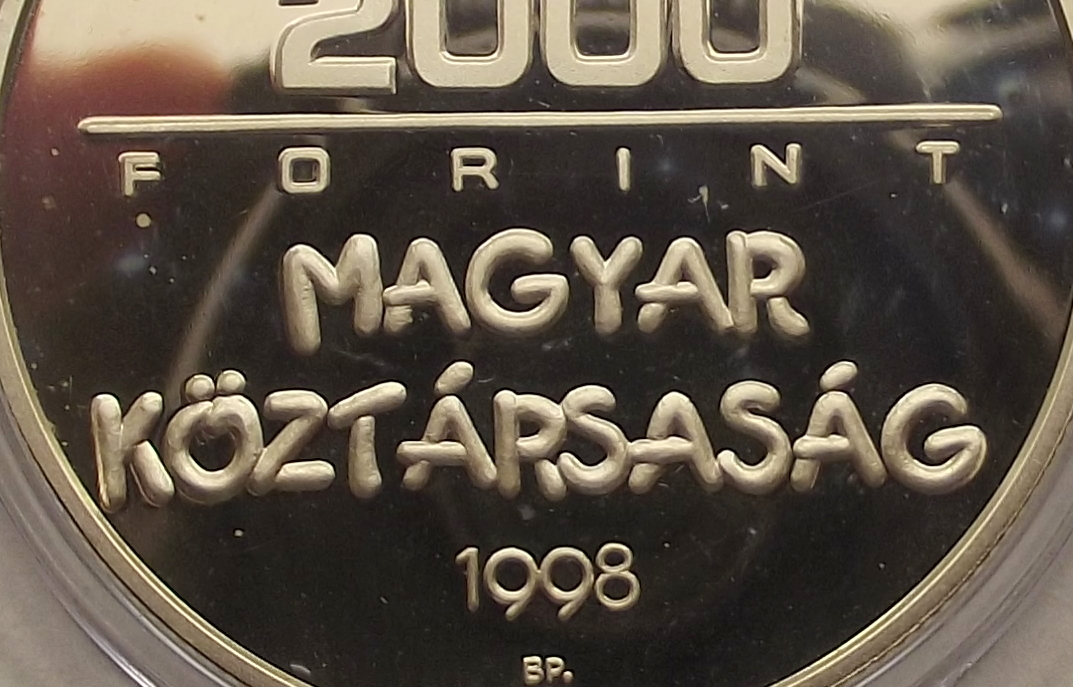 2000
FORINT
MAGYAR
KÖZTÁRSASÁG
1998
BP.